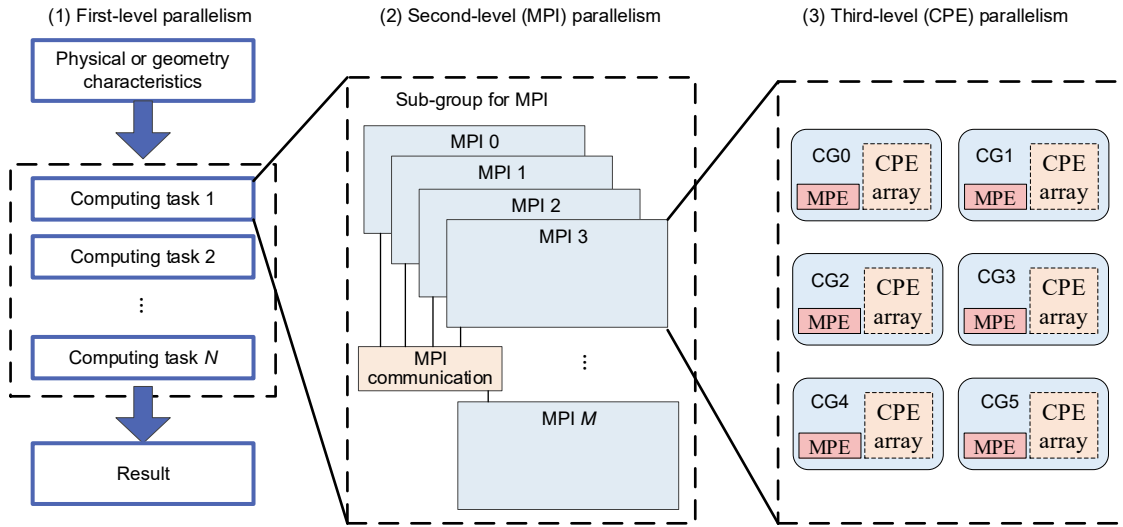 (1) First-level parallelism
Physical or geometry
characteristics
Computing task 1
Computing task 2
⋮
Computing task N
Result
(2) Second-level (MPI) parallelism
Sub-group for MPI
MPI 0
MPI 1
MPI 2
MPI 3
MPI
communication
⋮
MPI M
(3) Third-level (CPE) parallelism
CG0
CPE
array
MPE
CG1
CPE
array
MPE
CG2
CPE
array
MPE
CG3
CPE
array
MPE
CG4
CPE
array
MPE
CG5
CPE
array
MPE